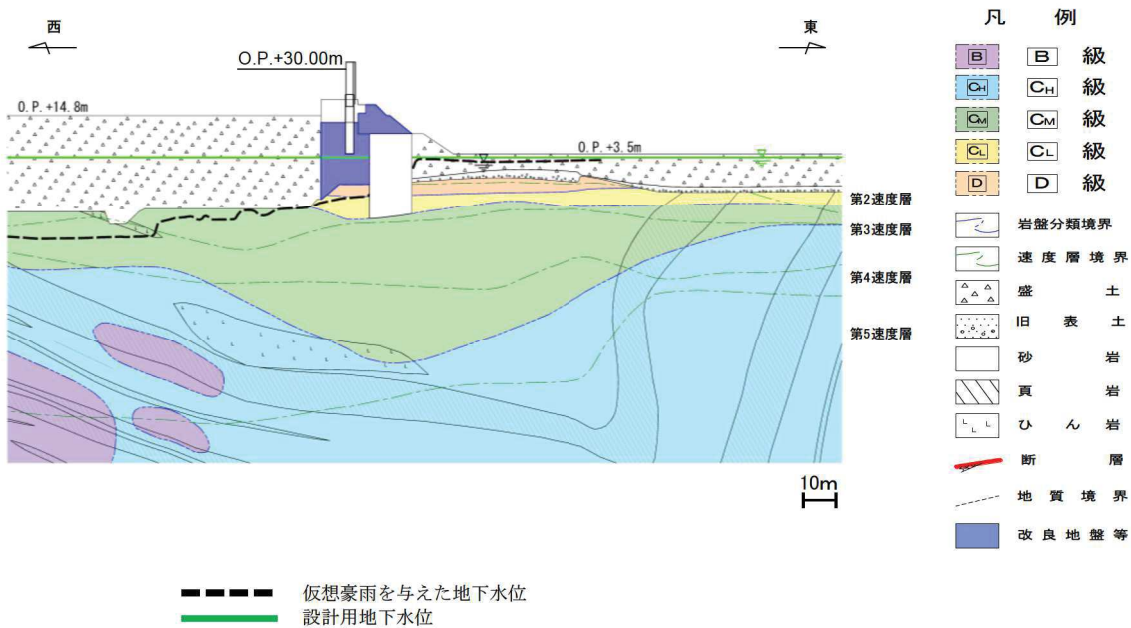 西
東
O.P.+30.00m
O.P.+14.8m
O.P.+3.5m
第2速度層
第3速度層
第4速度層
第5速度層
10m
凡 例
B B 級
CH CH 級
CM CM 級
CL CL 級
D D 級
岩盤分類境界
速度層境界
盛土
旧表土
砂岩
頁岩
ひん岩
断層
地質境界
改良地盤等
仮想豪雨を与えた地下水位
設計用地下水位